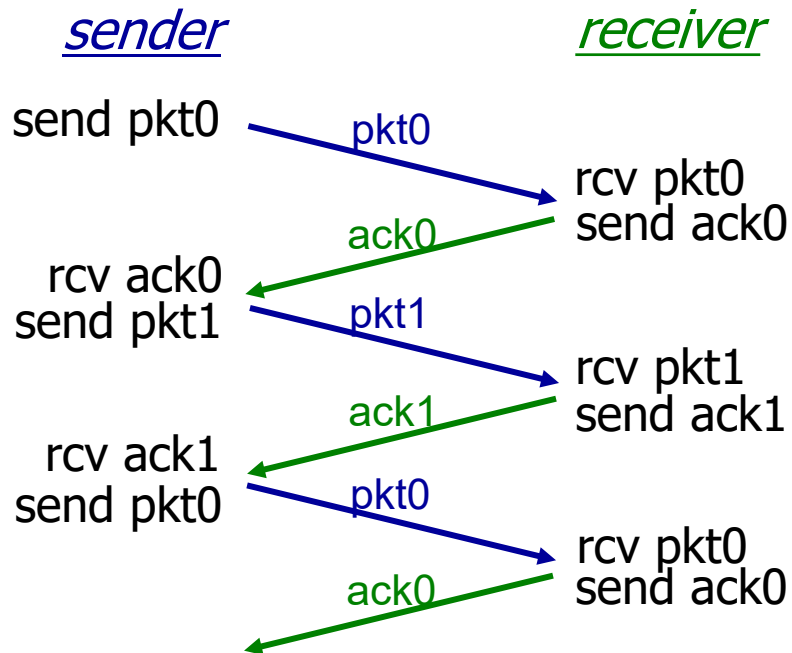 sender
receiver
send pkt0
pkt0
rcv pkt0
send ack0
ack0
rcv ack0
send pkt1
pkt1
rcv pkt1
send ack1
ack1
rcv ack1
send pkt0
pkt0
rcv pkt0
send ack0
ack0